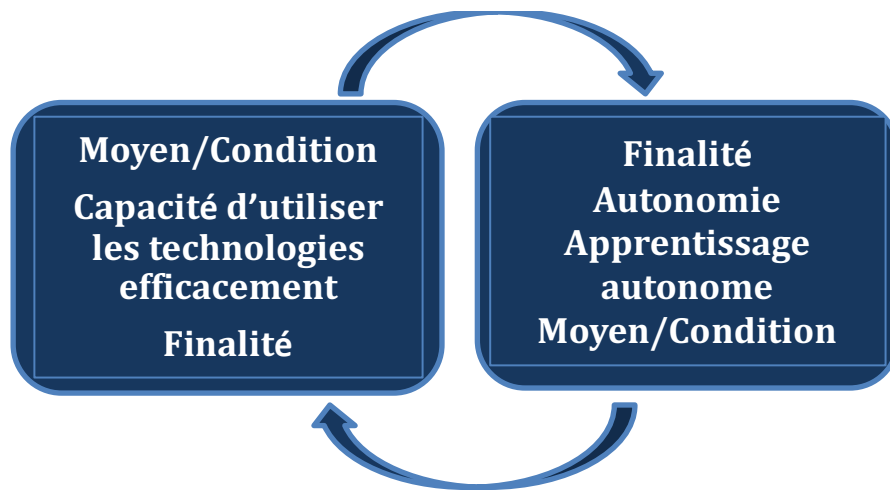 Moyen/Condition
Capacité d’utiliser
les technologies
efficacement
Finalité
Finalité
Autonomie
Apprentissage
autonome
Moyen/Condition